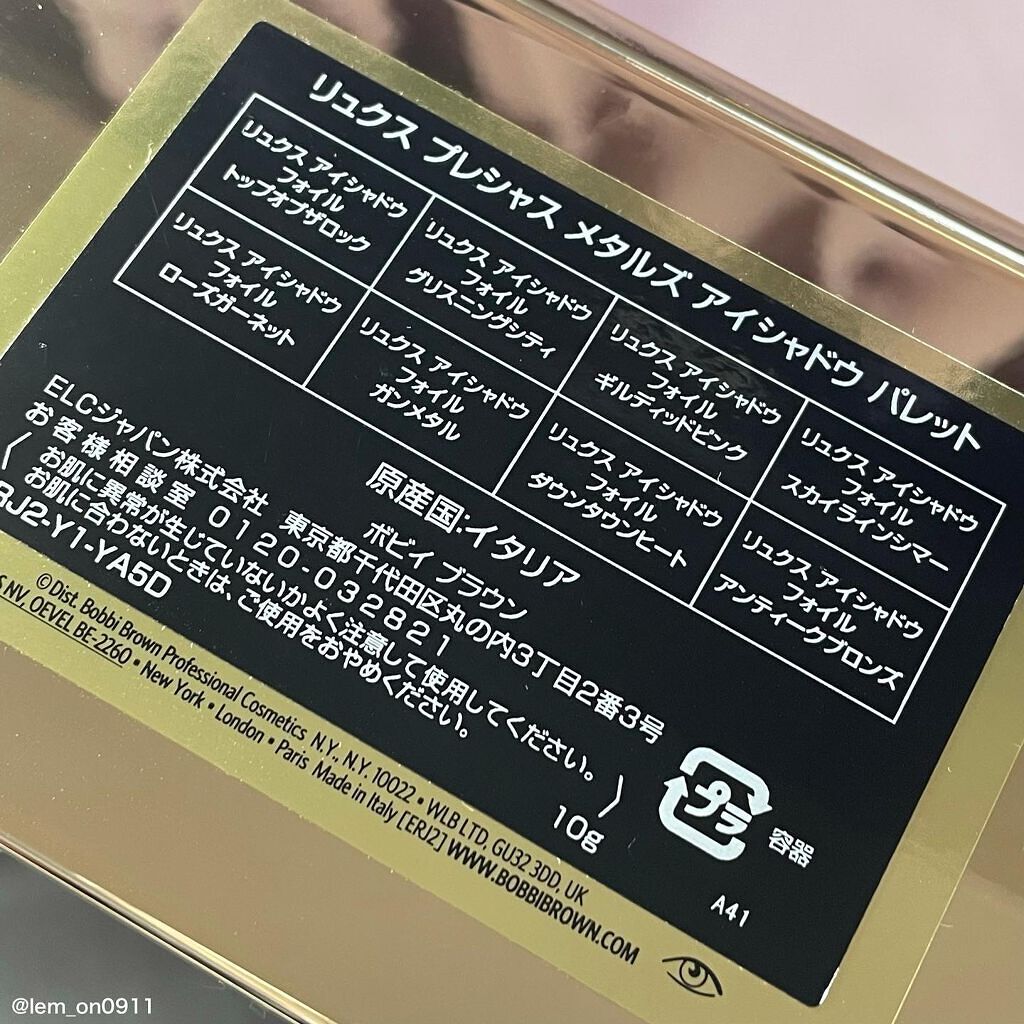 リュクス プレシャス メタルズ アイシャドウ パレット
リュクス アイシャドウ
フォイル
トップオブザロック
リュクス アイシャドウ
フォイル
グリスニングシティ
リュクス アイシャドウ
フォイル
ギルティッドピンク
リュクス アイシャドウ
フォイル
スカイラインシマー
リュクス アイシャドウ
フォイル
ローズガーネット
リュクス アイシャドウ
フォイル
ガンメタル
リュクス アイシャドウ
フォイル
ダウンタウンヒート
リュクス アイシャドウ
フォイル
アンティークブロンズ
原産国:イタリア
ボビイ ブラウン
ELCジャパン株式会社 東京都千代田区丸の内3丁目2番3号
お客様相談室 0120-032821
お肌に異常が生じていないかよく注意して使用してください。
お肌に合わないときは、ご使用をおやめください。
RJ2-Y1-YA5D
10g
プラ
容器
A41
©Dist. Bobbi Brown Professional Cosmetics N.Y., N.Y. 10022 • WLB LTD, GU32 3DD, UK
NV, OEVEL BE-2260 • New York • London • Paris Made in Italy [ERJ2] WWW.BOBBIBROWN.COM
@lem_on0911